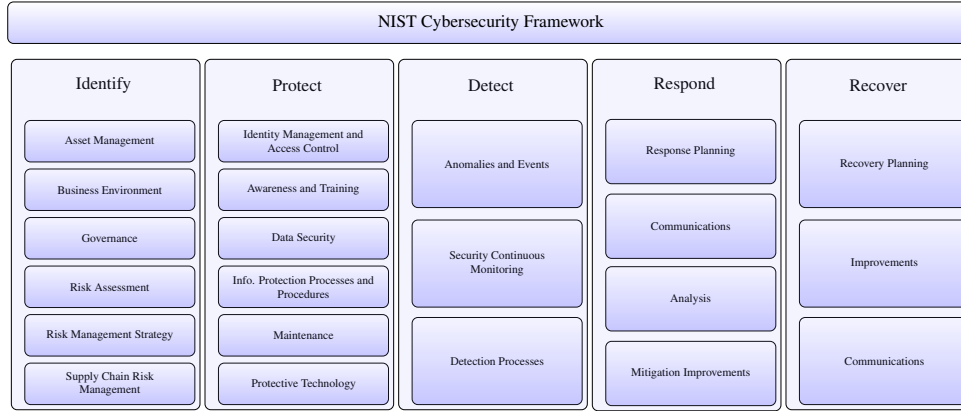 NIST Cybersecurity Framework
Identify
Asset Management
Business Environment
Governance
Risk Assessment
Risk Management Strategy
Supply Chain Risk
Management
Protect
Identity Management and
Access Control
Awareness and Training
Data Security
Info. Protection Processes and
Procedures
Maintenance
Protective Technology
Detect
Anomalies and Events
Security Continuous
Monitoring
Detection Processes
Respond
Response Planning
Communications
Analysis
Mitigation Improvements
Recover
Recovery Planning
Improvements
Communications